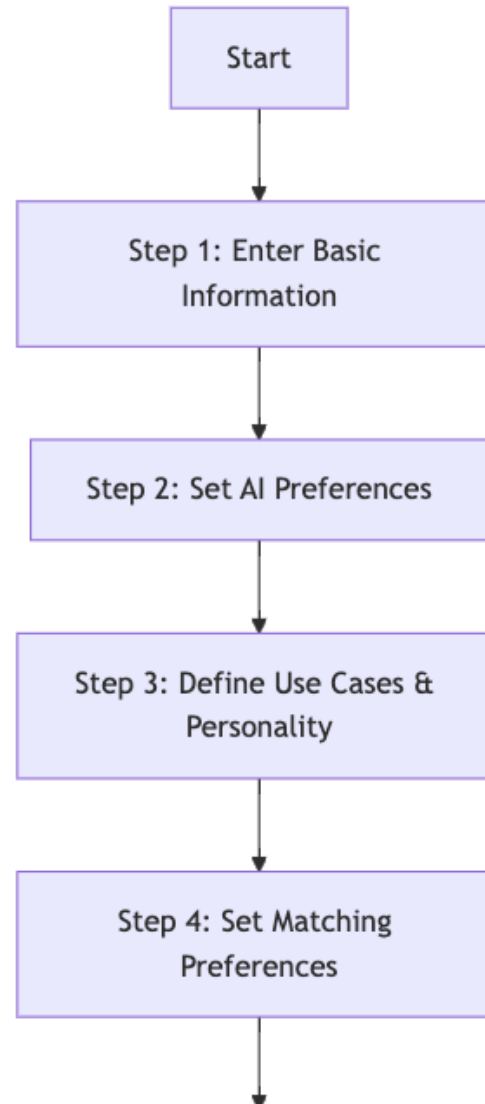 Start
Step 1: Enter Basic
Information
Step 2: Set AI Preferences
Step 3: Define Use Cases &
Personality
Step 4: Set Matching
Preferences